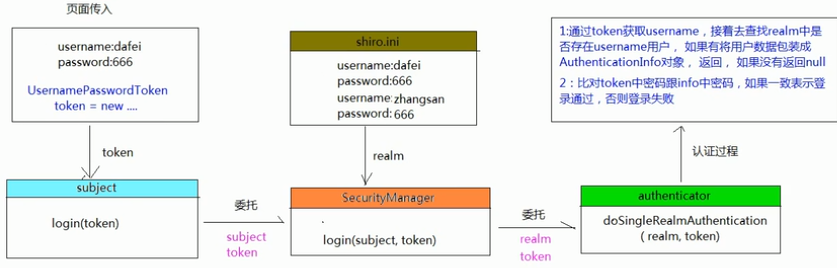 页面传入
username:dafei
password:666
UsernamePasswordToken
token = new ....
token
subject
login(token)
委托
subject
token
shiro.ini
username:dafei
password:666
username:zhangsan
password:666
realm
SecurityManager
.
login(subject, token)
委托
realm
token
1:通过token获取username，接着去查找realm中是
否存在username用户， 如果有将用户数据包装成
AuthenticationInfo对象， 返回， 如果没有返回null
2 ：比对token中密码跟info中密码，如果一致表示登
录通过，否则登录失败
认证过程
authenticator
doSingleRealmAuthentication
( realm, token)